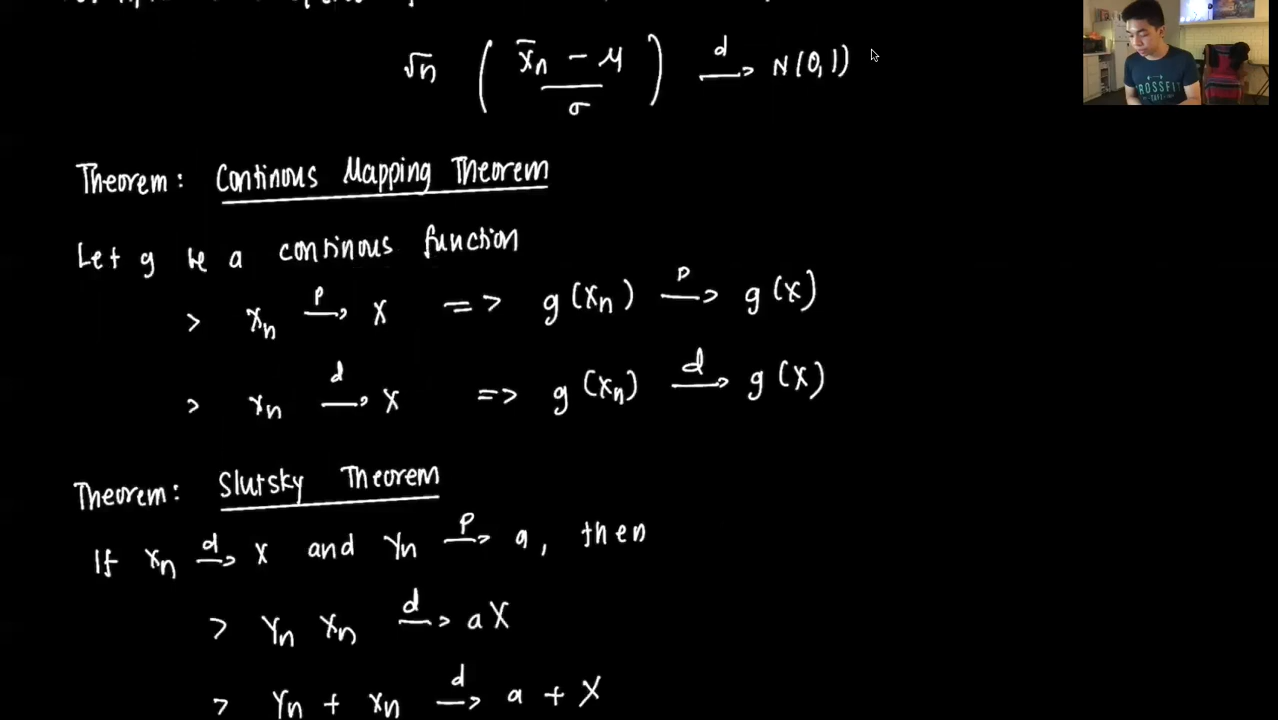 √n ( x̄n − μ / σ ) d→ N(0,1)
Theorem: Continous Mapping Theorem
Let g be a continous function
> Xn p→ X => g(Xn) p→ g(X)
> Xn d→ X => g(Xn) d→ g(X)
Theorem: Slutsky Theorem
If Xn d→ X and Yn p→ a, then
> Yn Xn d→ aX
> Yn + Xn d→ a + X
CROSSFIT